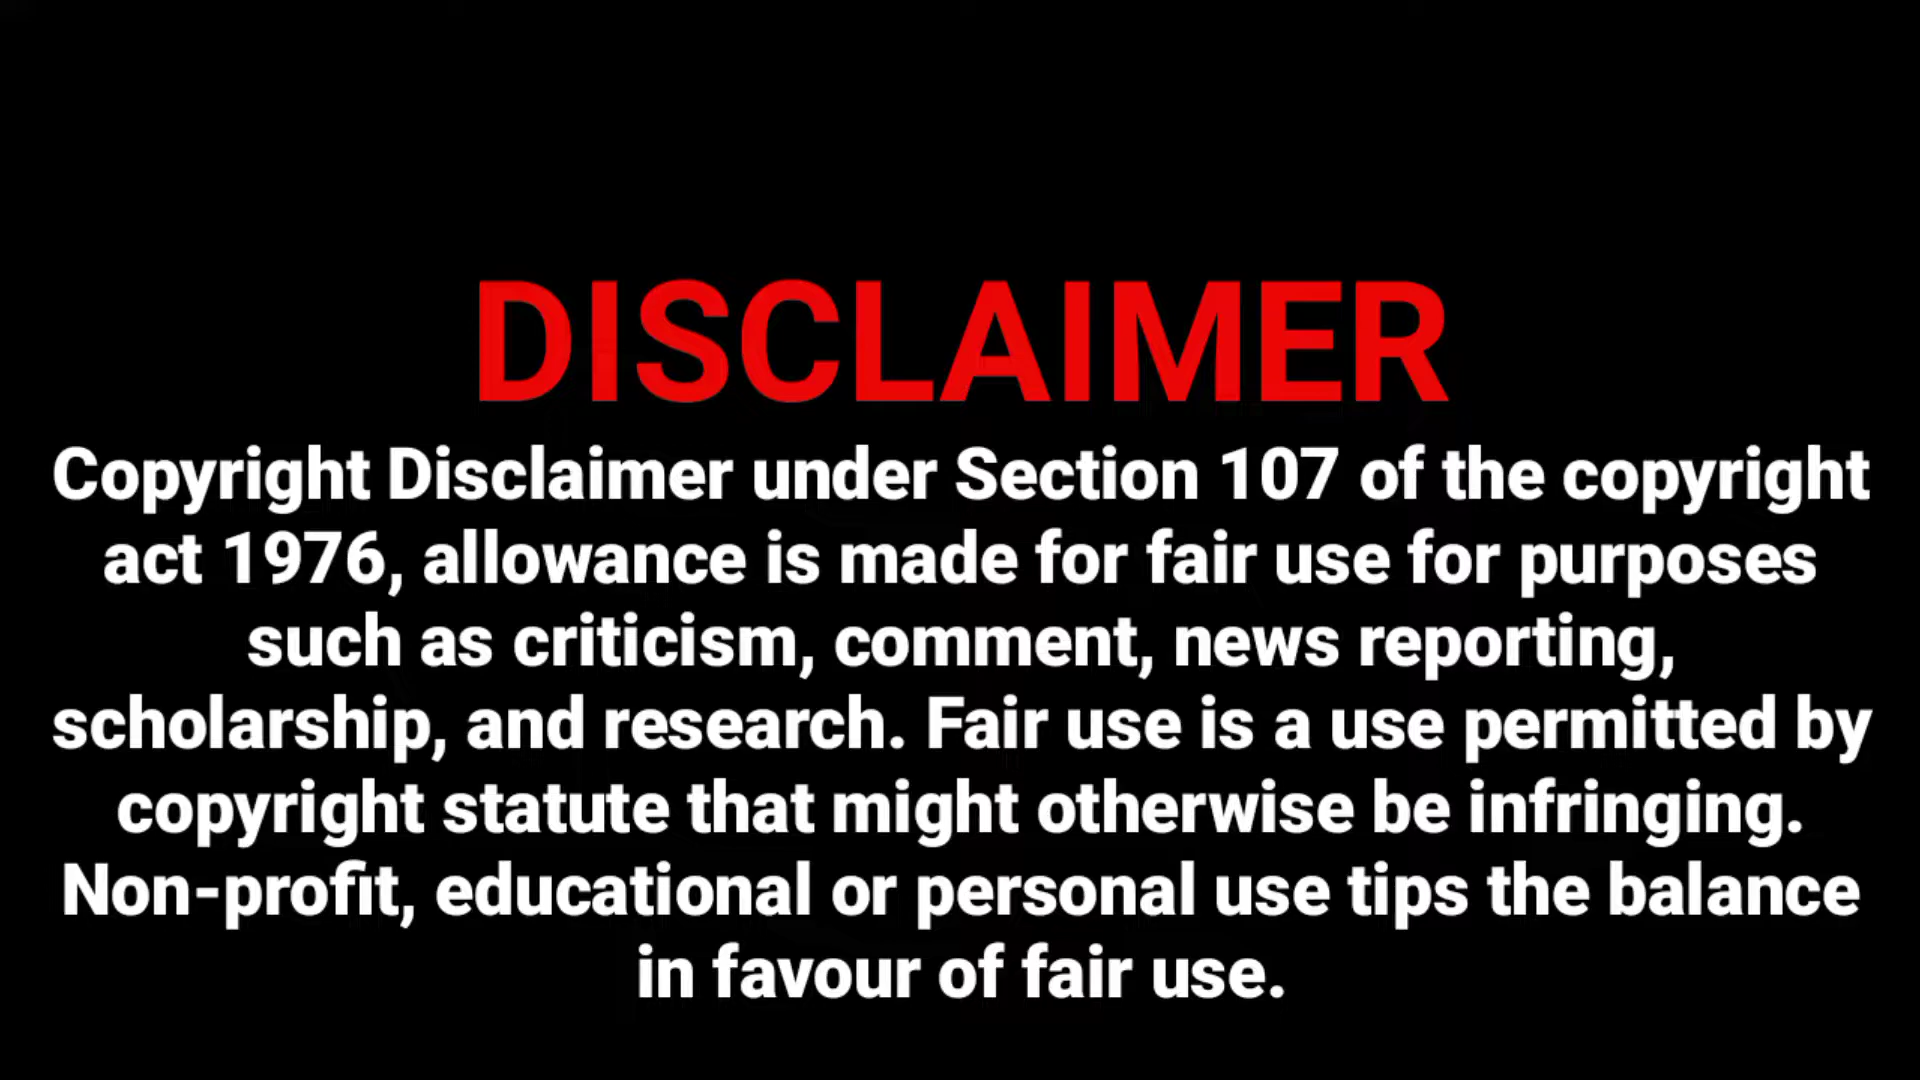 DISCLAIMER
Copyright Disclaimer under Section 107 of the copyright
act 1976, allowance is made for fair use for purposes
such as criticism, comment, news reporting,
scholarship, and research. Fair use is a use permitted by
copyright statute that might otherwise be infringing.
Non-profit, educational or personal use tips the balance
in favour of fair use.